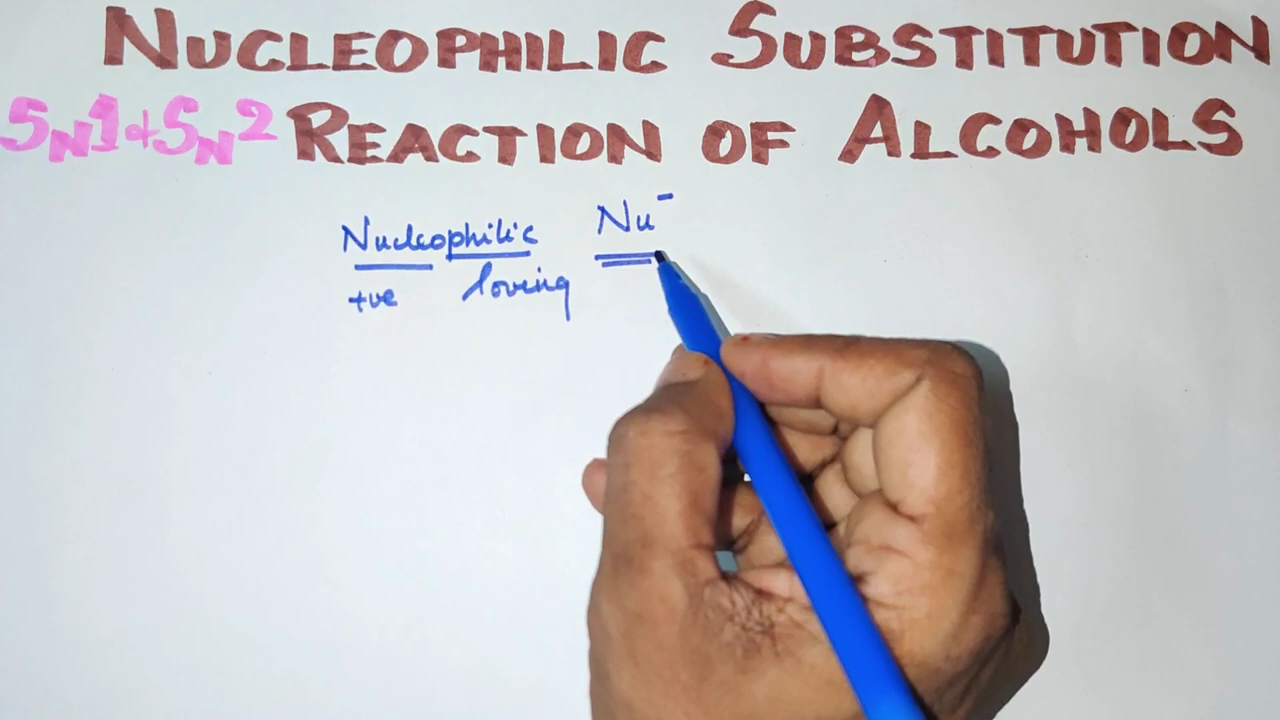 NUCLEOPHILIC SUBSTITUTION
SN1+SN2 REACTION OF ALCOHOLS
Nucleophilic Nu⁻
+ve loving